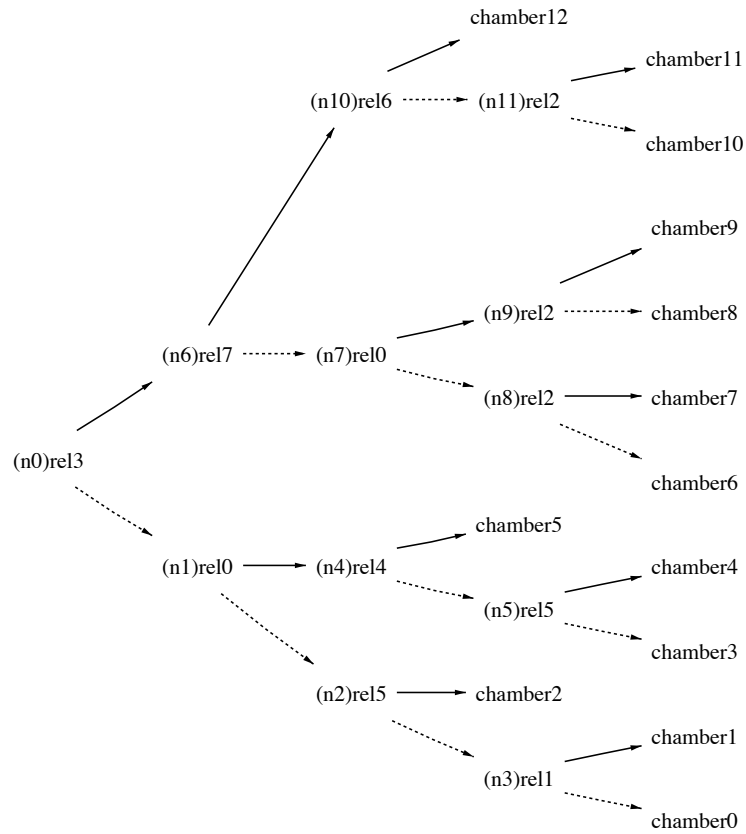 chamber12
chamber11
(n10)rel6
(n11)rel2
chamber10
chamber9
(n9)rel2
chamber8
(n6)rel7
(n7)rel0
(n8)rel2
chamber7
(n0)rel3
chamber6
chamber5
(n1)rel0
(n4)rel4
chamber4
(n5)rel5
chamber3
(n2)rel5
chamber2
chamber1
(n3)rel1
chamber0